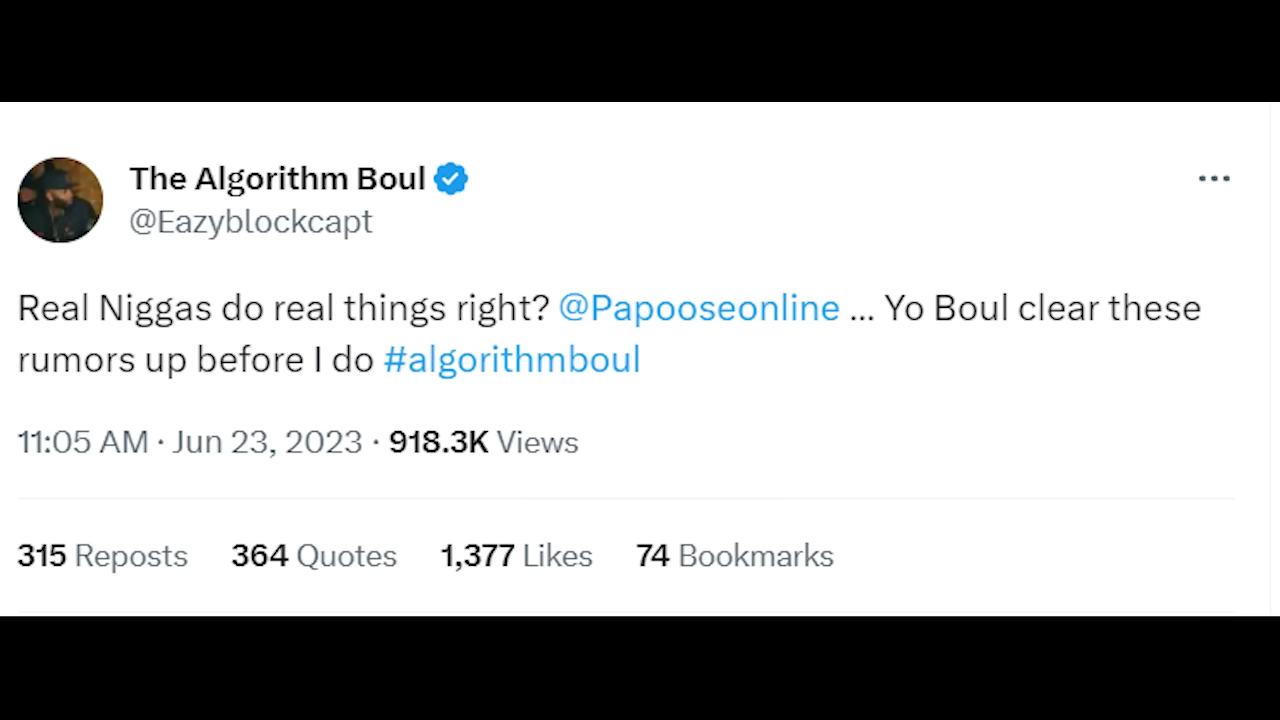 The Algorithm Boul
@Eazyblockcapt
Real Niggas do real things right? @Papooseonline ... Yo Boul clear these
rumors up before I do #algorithmboul
11:05 AM · Jun 23, 2023 · 918.3K Views
315 Reposts 364 Quotes 1,377 Likes 74 Bookmarks